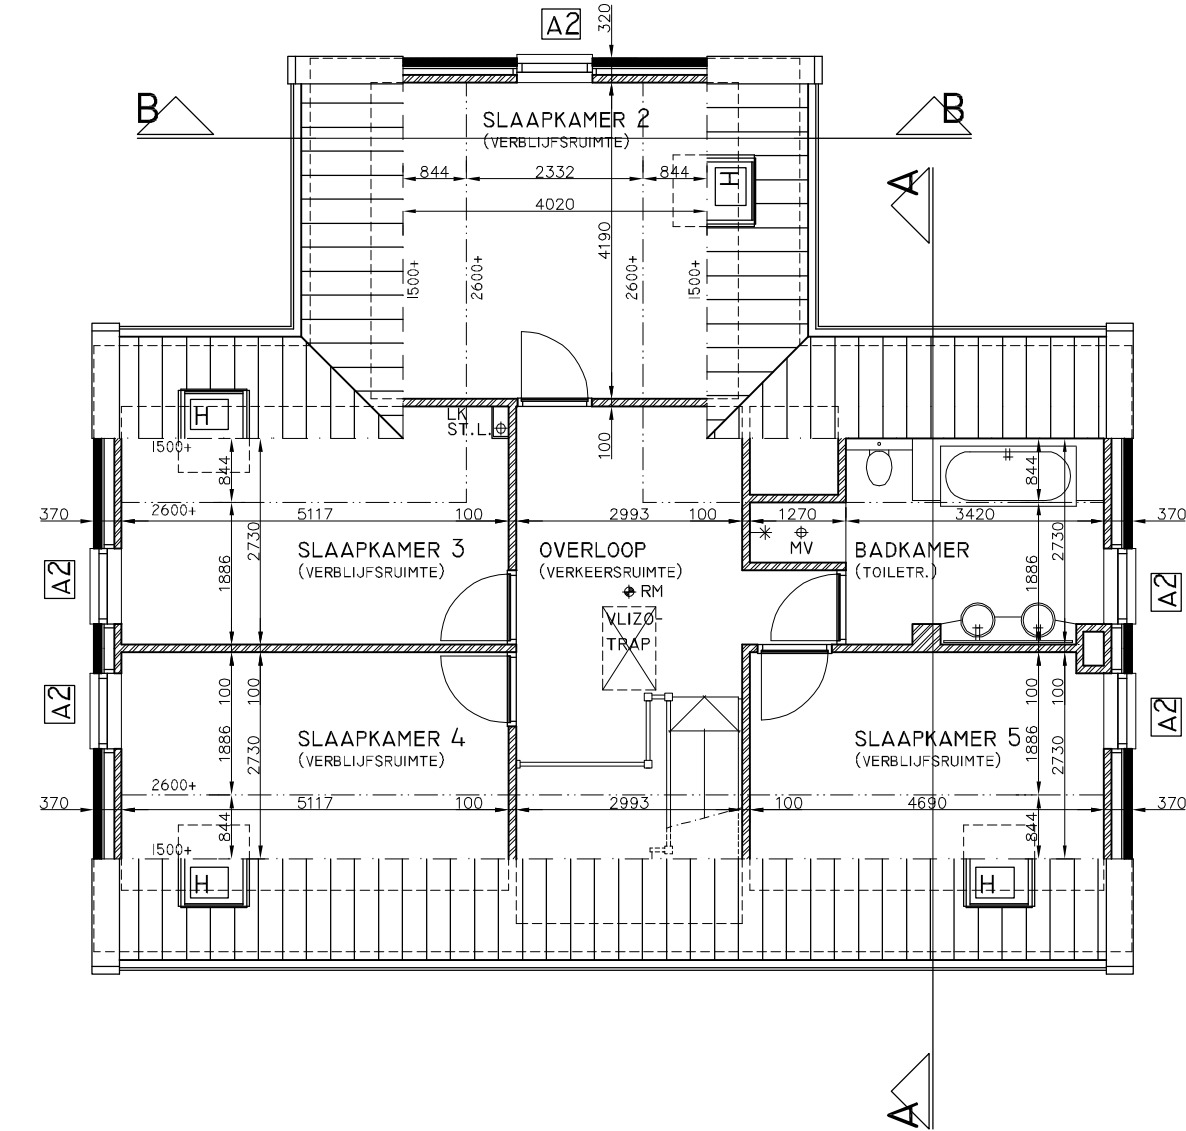 A2
320
B
B
SLAAPKAMER 2
(VERBLIJFSRUIMTE)
844
2332
844
H
A
4020
4190
1500+
2600+
2600+
1500+
H
LK
ST.L.
1500+
844
100
844
370
2600+
5117
100
2993
100
1270
3420
370
2730
2730
SLAAPKAMER 3
(VERBLIJFSRUIMTE)
OVERLOOP
(VERKEERSRUIMTE)
MV
BADKAMER
(TOILETR.)
A2
1886
1886
A2
RM
VLIZO-
TRAP
A2
100
100
100
100
A2
SLAAPKAMER 4
(VERBLIJFSRUIMTE)
1886
2730
SLAAPKAMER 5
(VERBLIJFSRUIMTE)
1886
2730
2600+
370
5117
100
2993
100
4690
370
844
844
1500+
H
H
A